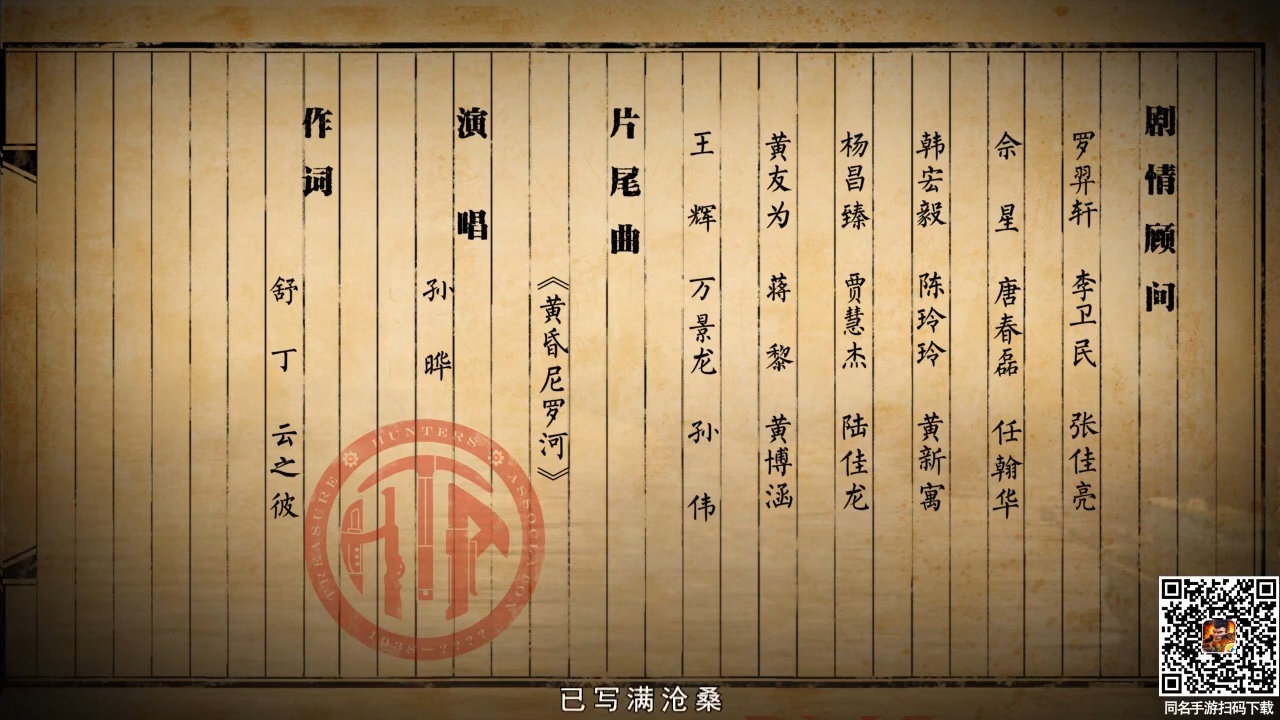 剧情顾问
罗羿轩 李卫民 张佳亮
佘星 唐春磊 任翰华
韩宏毅 陈玲玲 黄新寓
杨昌臻 贾慧杰 陆佳龙
黄友为 蒋黎 黄博涵
王辉 万景龙 孙伟
片尾曲
《黄昏尼罗河》
演唱
孙晔
作词
舒丁 云之彼
TREASURE HUNTERS ASSOCIATION
1938-????
已写满沧桑
同名手游扫码下载